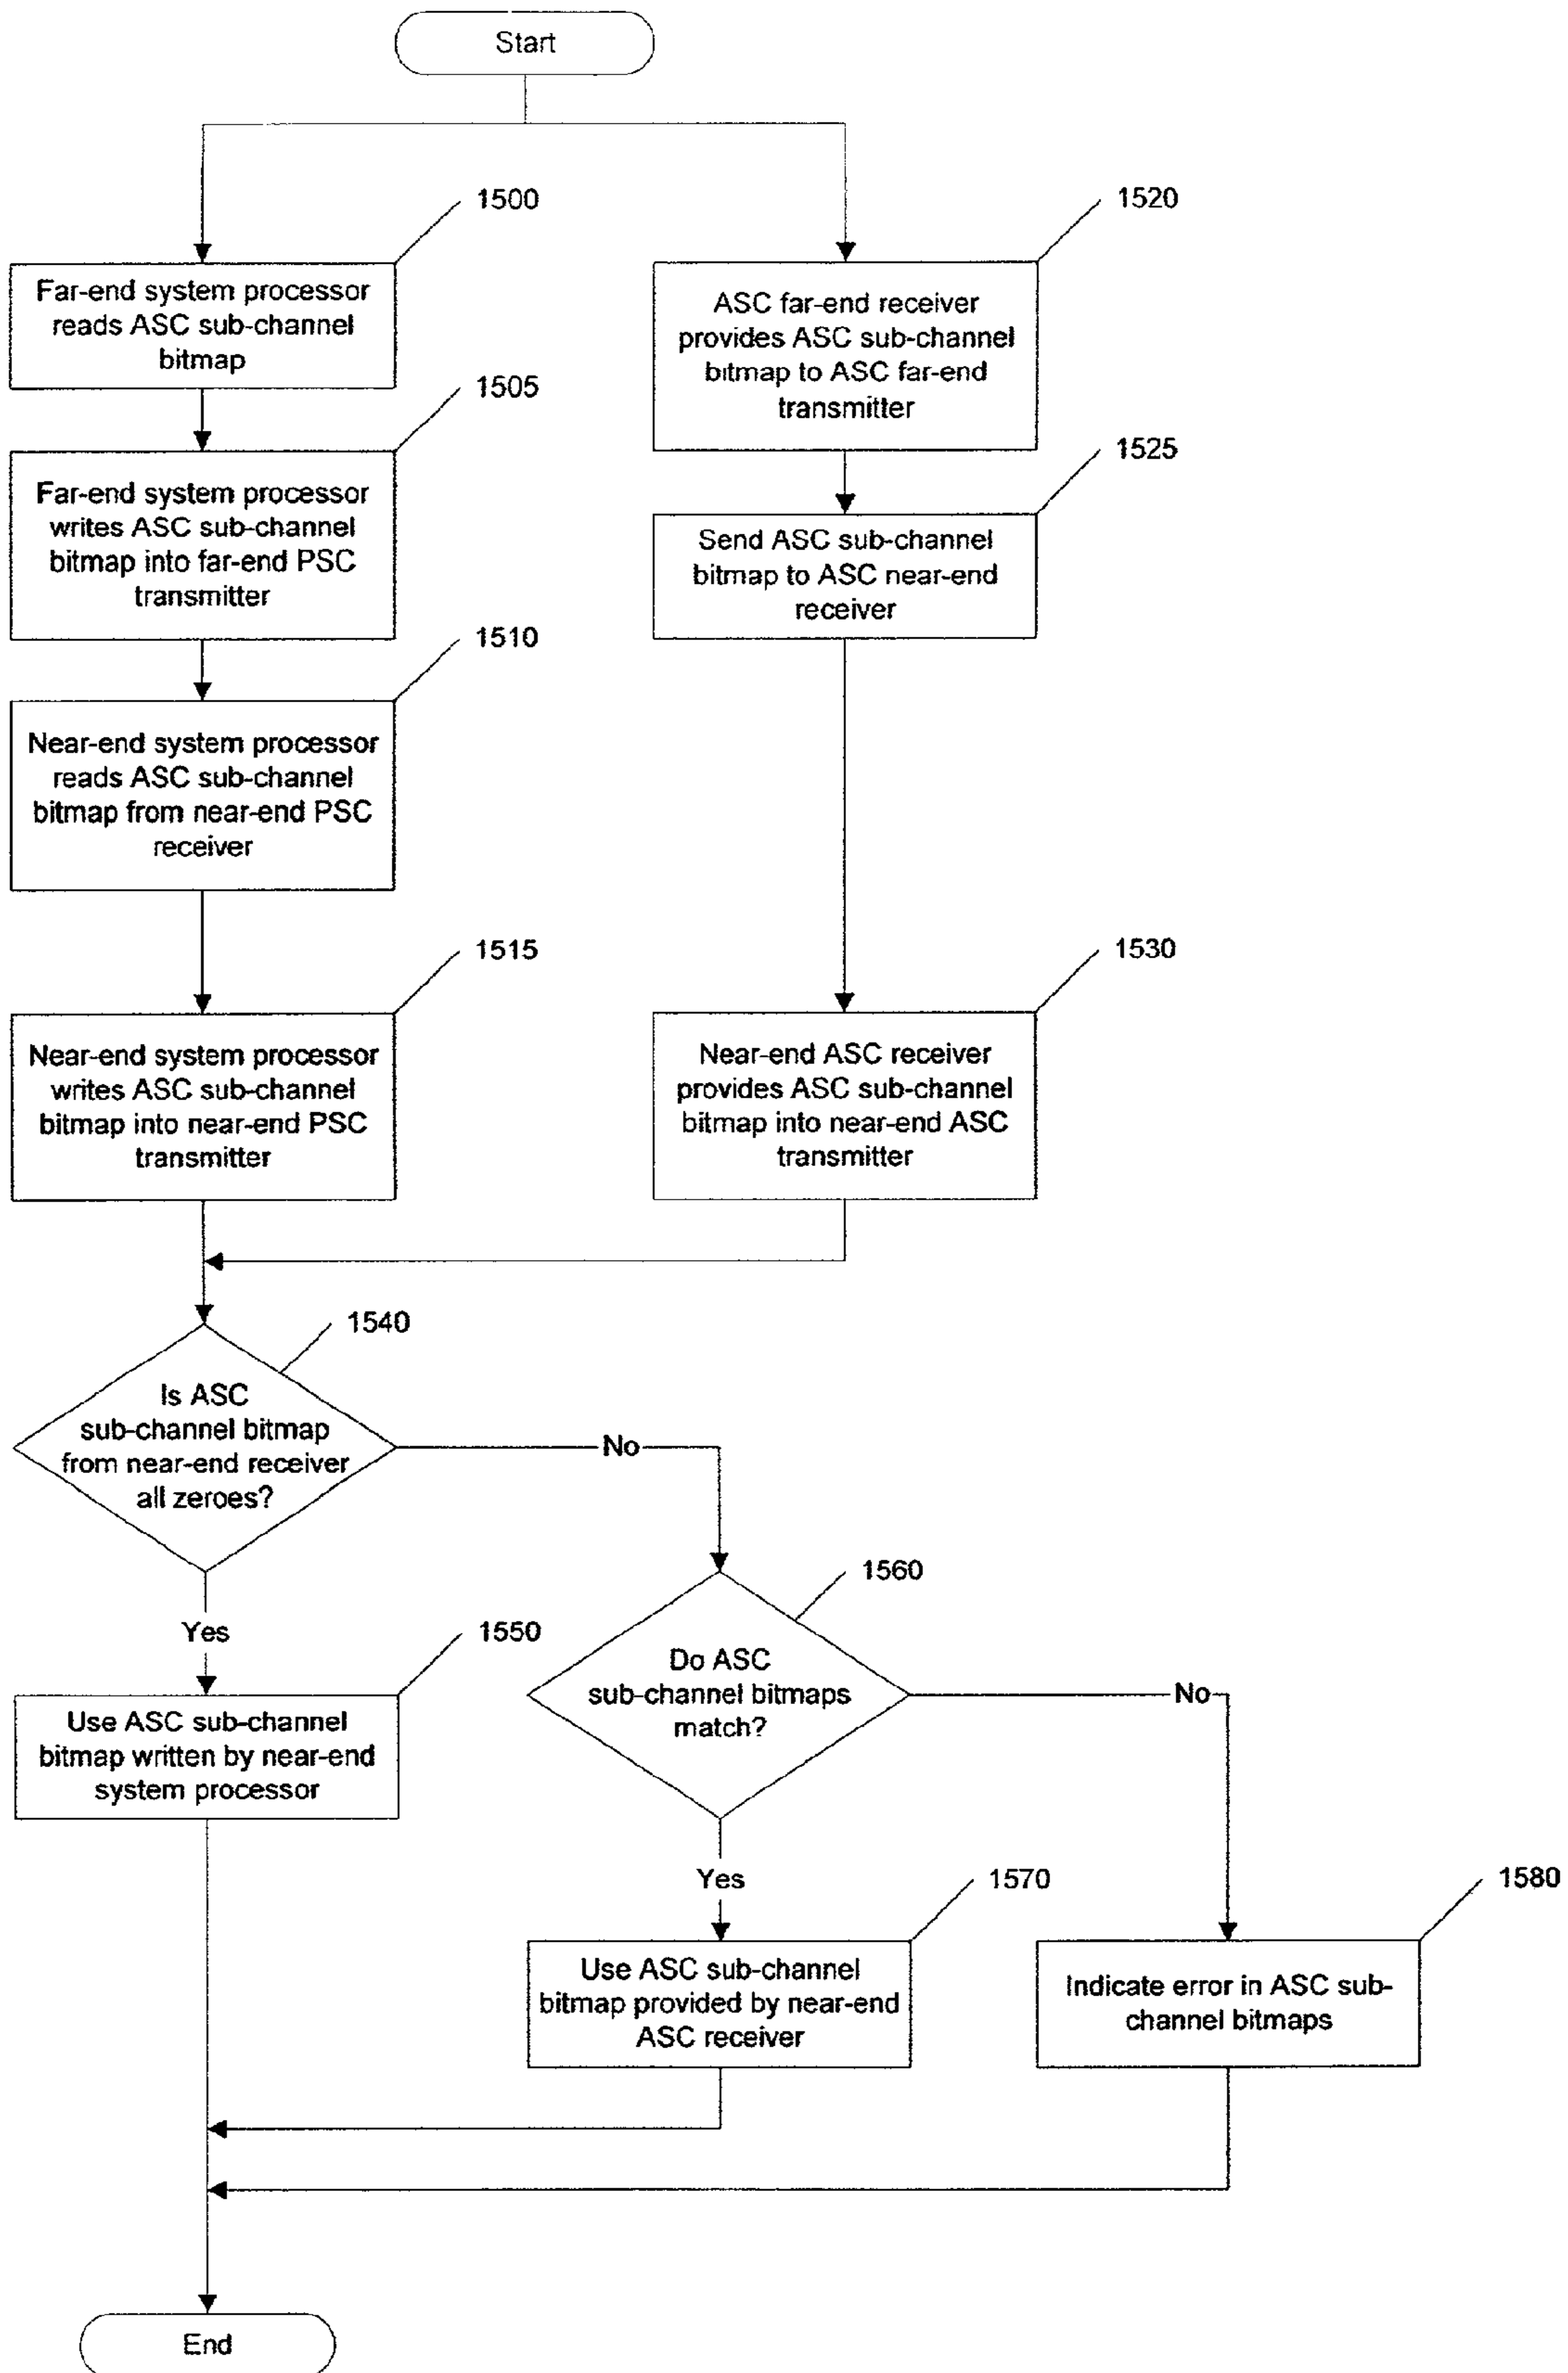 Start
1500
Far-end system processor
reads ASC sub-channel
bitmap
1505
Far-end system processor
writes ASC sub-channel
bitmap into far-end PSC
transmitter
1510
Near-end system processor
reads ASC sub-channel
bitmap from near-end PSC
receiver
1515
Near-end system processor
writes ASC sub-channel
bitmap into near-end PSC
transmitter
1520
ASC far-end receiver
provides ASC sub-channel
bitmap to ASC far-end
transmitter
1525
Send ASC sub-channel
bitmap to ASC near-end
receiver
1530
Near-end ASC receiver
provides ASC sub-channel
bitmap into near-end ASC
transmitter
1540
Is ASC
sub-channel bitmap
from near-end receiver
all zeroes?
No
Yes
1550
Use ASC sub-channel
bitmap written by near-end
system processor
1560
Do ASC
sub-channel bitmaps
match?
No
Yes
1570
Use ASC sub-channel
bitmap provided by near-end
ASC receiver
1580
Indicate error in ASC sub-
channel bitmaps
End